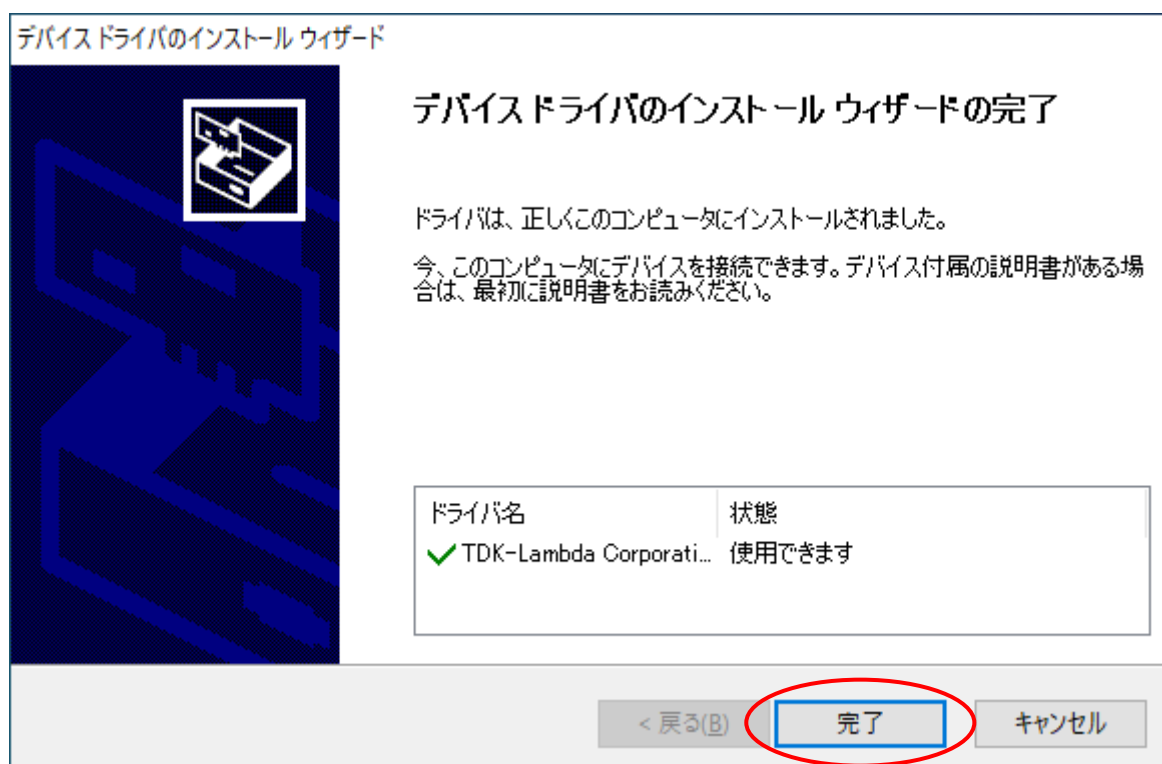 デバイス ドライバのインストール ウィザード
デバイス ドライバのインストール ウィザードの完了
ドライバは、正しくこのコンピュータにインストールされました。
今、このコンピュータにデバイスを接続できます。デバイス付属の説明書がある場
合は、最初に説明書をお読みください。
ドライバ名 状態
TDK-Lambda Corporati... 使用できます
< 戻る(B) 完了 キャンセル